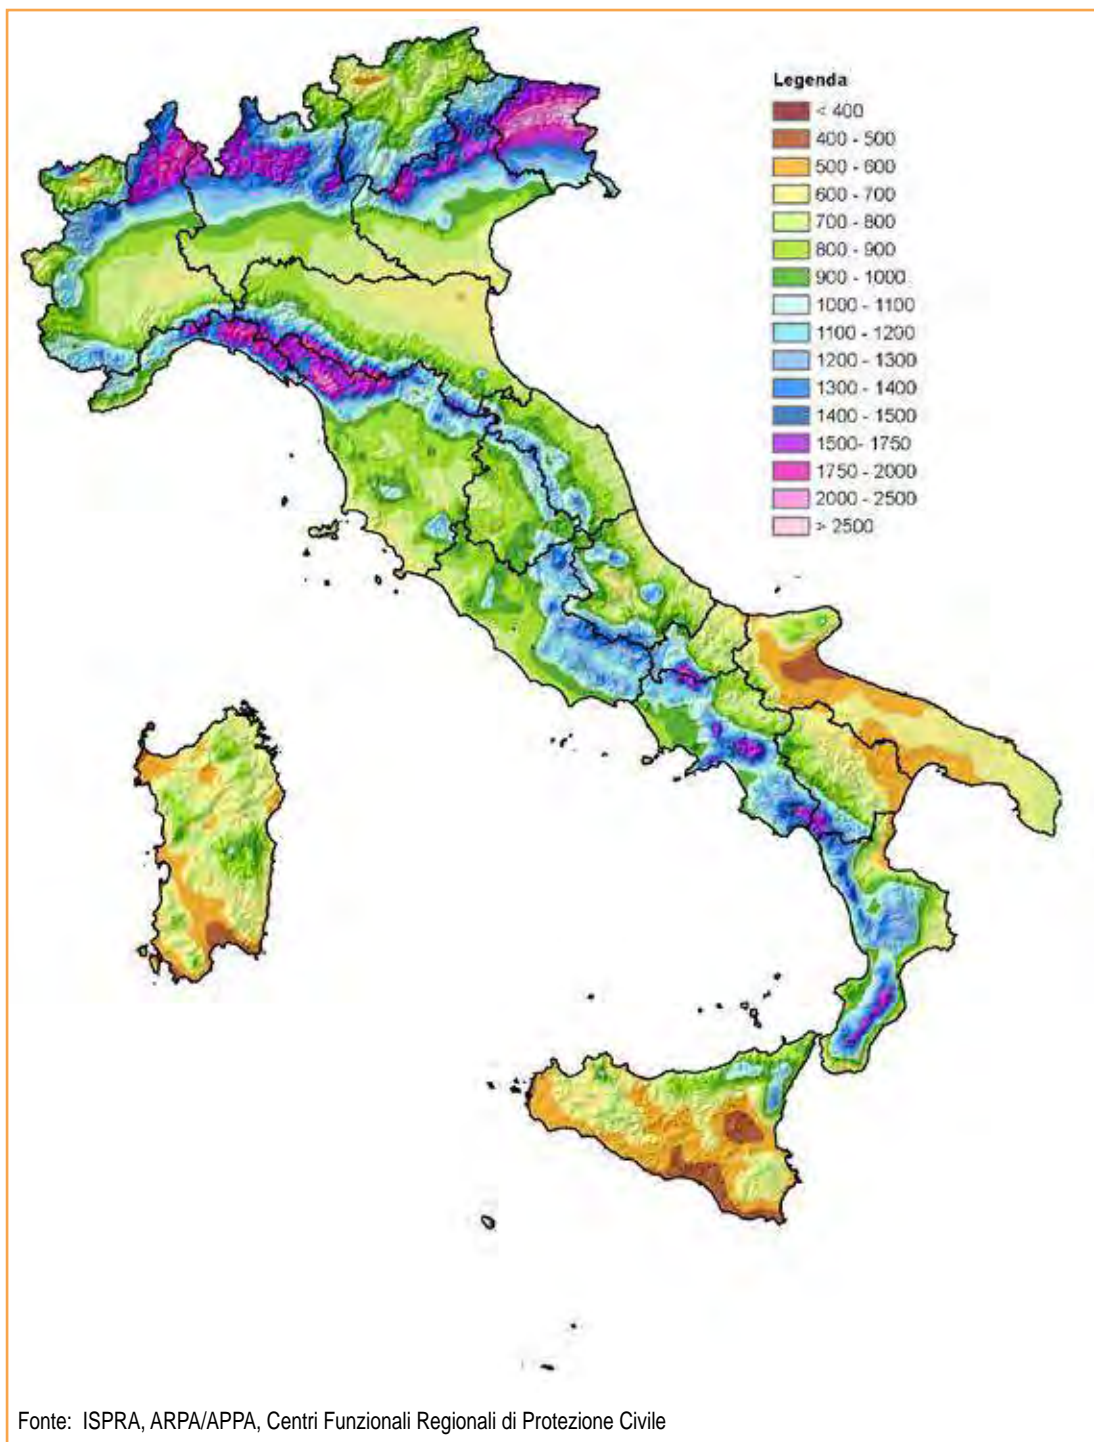 Legenda
< 400
400 - 500
500 - 600
600 - 700
700 - 800
800 - 900
900 - 1000
1000 - 1100
1100 - 1200
1200 - 1300
1300 - 1400
1400 - 1500
1500- 1750
1750 - 2000
2000 - 2500
> 2500
Fonte: ISPRA, ARPA/APPA, Centri Funzionali Regionali di Protezione Civile